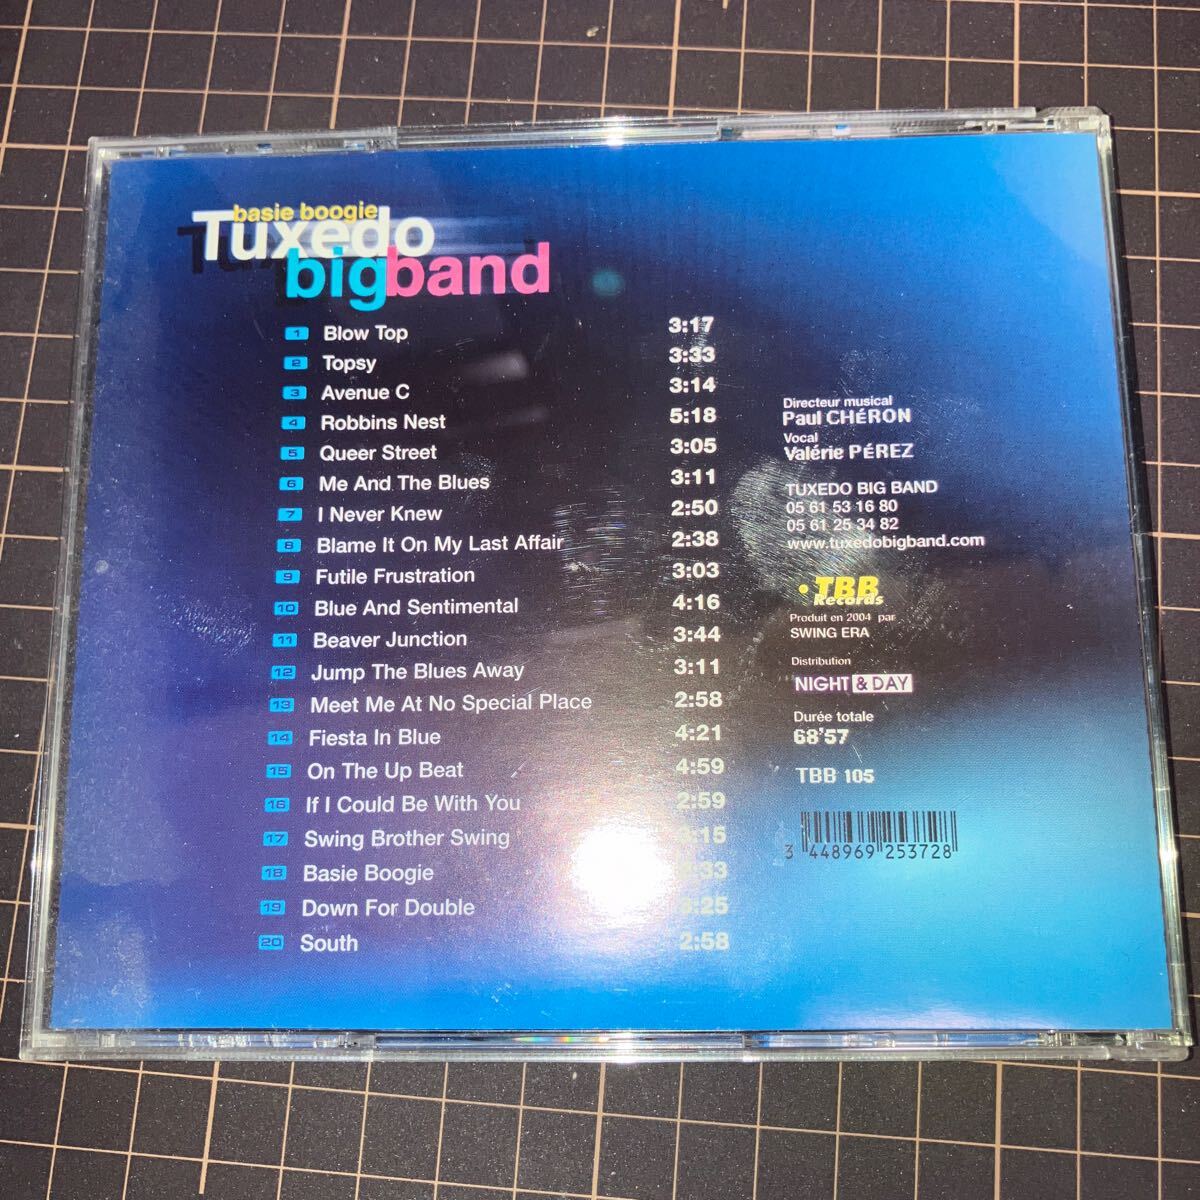 basie boogie
Tuxedo
bigband
1 Blow Top 3:17
2 Topsy 3:33
3 Avenue C 3:14
4 Robbins Nest 5:18
5 Queer Street 3:05
6 Me And The Blues 3:11
7 I Never Knew 2:50
8 Blame It On My Last Affair 2:38
9 Futile Frustration 3:03
10 Blue And Sentimental 4:16
11 Beaver Junction 3:44
12 Jump The Blues Away 3:11
13 Meet Me At No Special Place 2:58
14 Fiesta In Blue 4:21
15 On The Up Beat 4:59
16 If I Could Be With You 2:59
17 Swing Brother Swing
18 Basie Boogie
19 Down For Double
20 South 2:58
Directeur musical
Paul CHéRON
Vocal
Valérie PéREZ
TUXEDO BIG BAND
05 61 53 16 80
05 61 25 34 82
www.tuxedobigband.com
TBB
Records
Produit en 2004 par
SWING ERA
Distribution
NIGHT & DAY
Durée totale
68'57
TBB 105
3 448969 253728